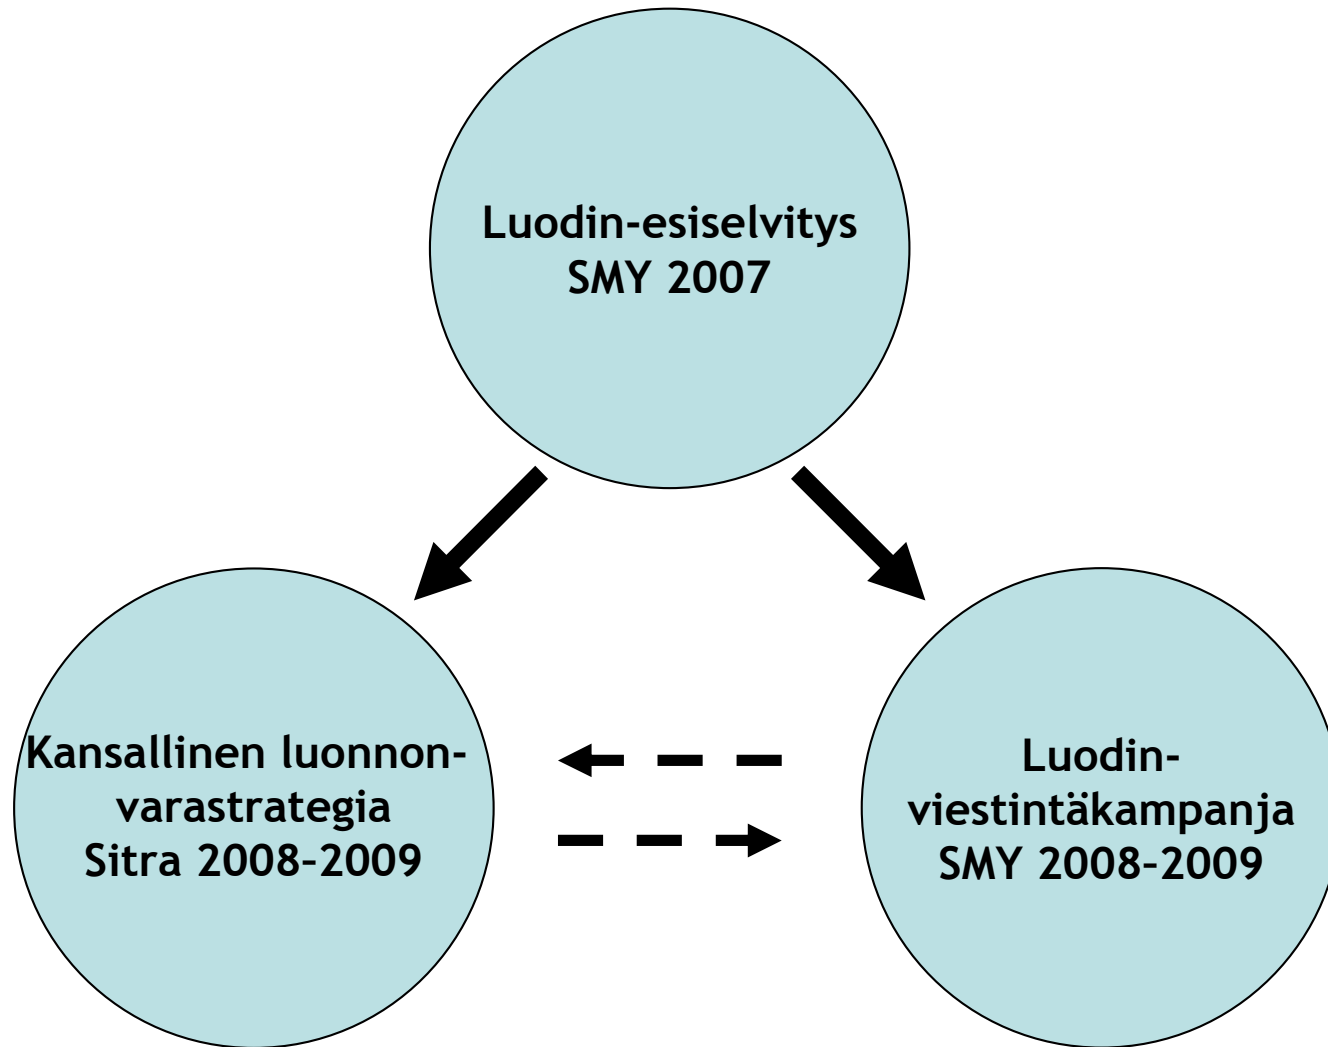 Luodin-esiselvitys
SMY 2007
Kansallinen luonnon-
varastrategia
Sitra 2008–2009
Luodin-
viestintäkampanja
SMY 2008–2009